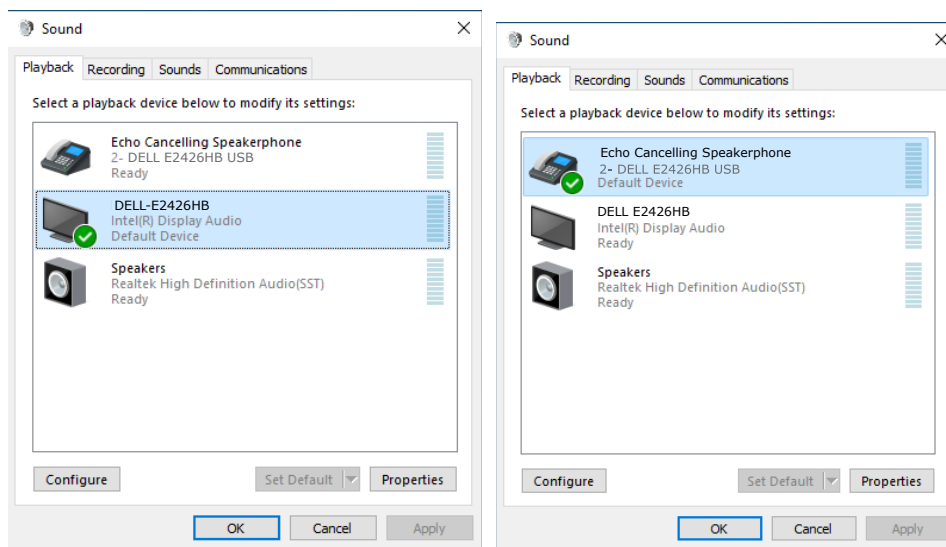 Sound
Playback Recording Sounds Communications
Select a playback device below to modify its settings:
Echo Cancelling Speakerphone
2- DELL E2426HB USB
Ready
DELL-E2426HB
Intel(R) Display Audio
Default Device
Speakers
Realtek High Definition Audio(SST)
Ready
Configure Set Default Properties
OK Cancel Apply
Sound
Playback Recording Sounds Communications
Select a playback device below to modify its settings:
Echo Cancelling Speakerphone
2- DELL E2426HB USB
Default Device
DELL E2426HB
Intel(R) Display Audio
Ready
Speakers
Realtek High Definition Audio(SST)
Ready
Configure Set Default Properties
OK Cancel Apply